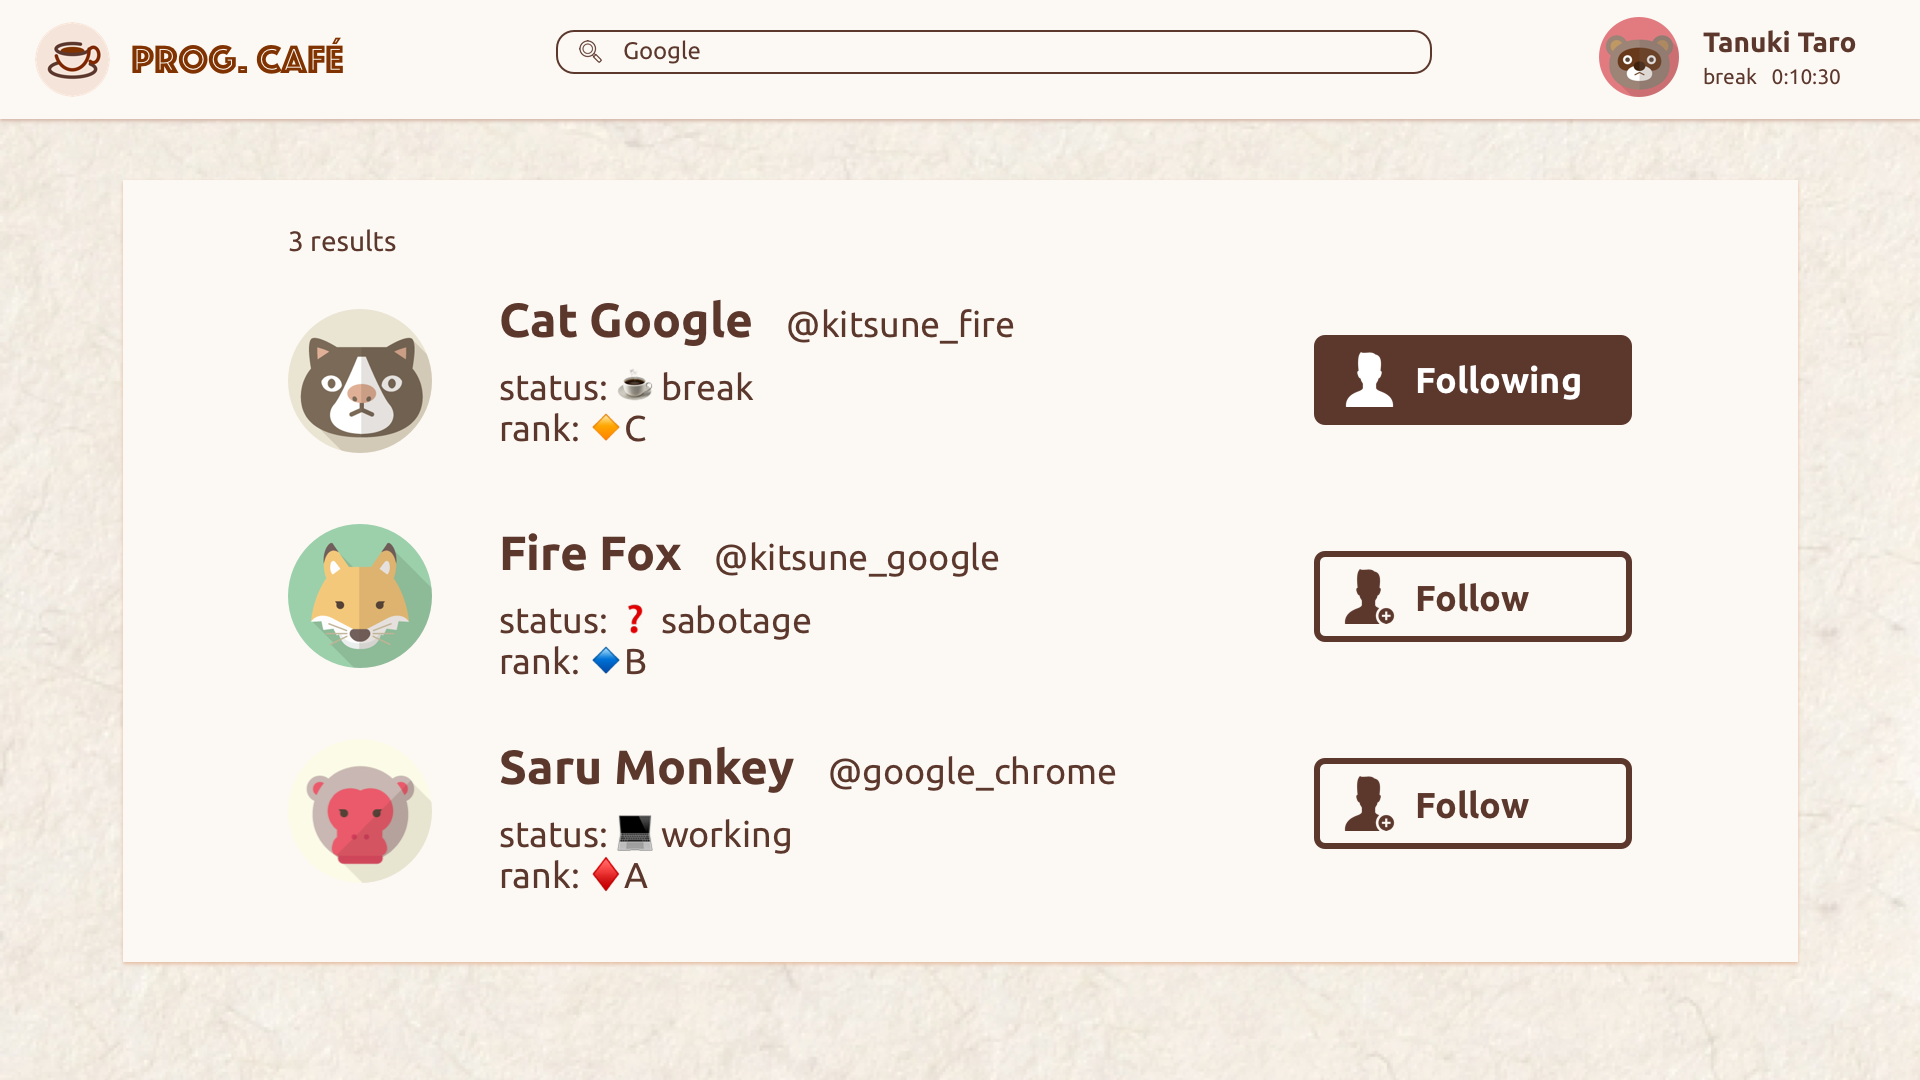 PROG. CAFÉ
Google
Tanuki Taro
break 0:10:30
3 results
Cat Google @kitsune_fire
status: ☕ break
rank: 🔶C
Following
Fire Fox @kitsune_google
status: ❓ sabotage
rank: 🔷B
Follow
Saru Monkey @google_chrome
status: 💻 working
rank: ♦A
Follow